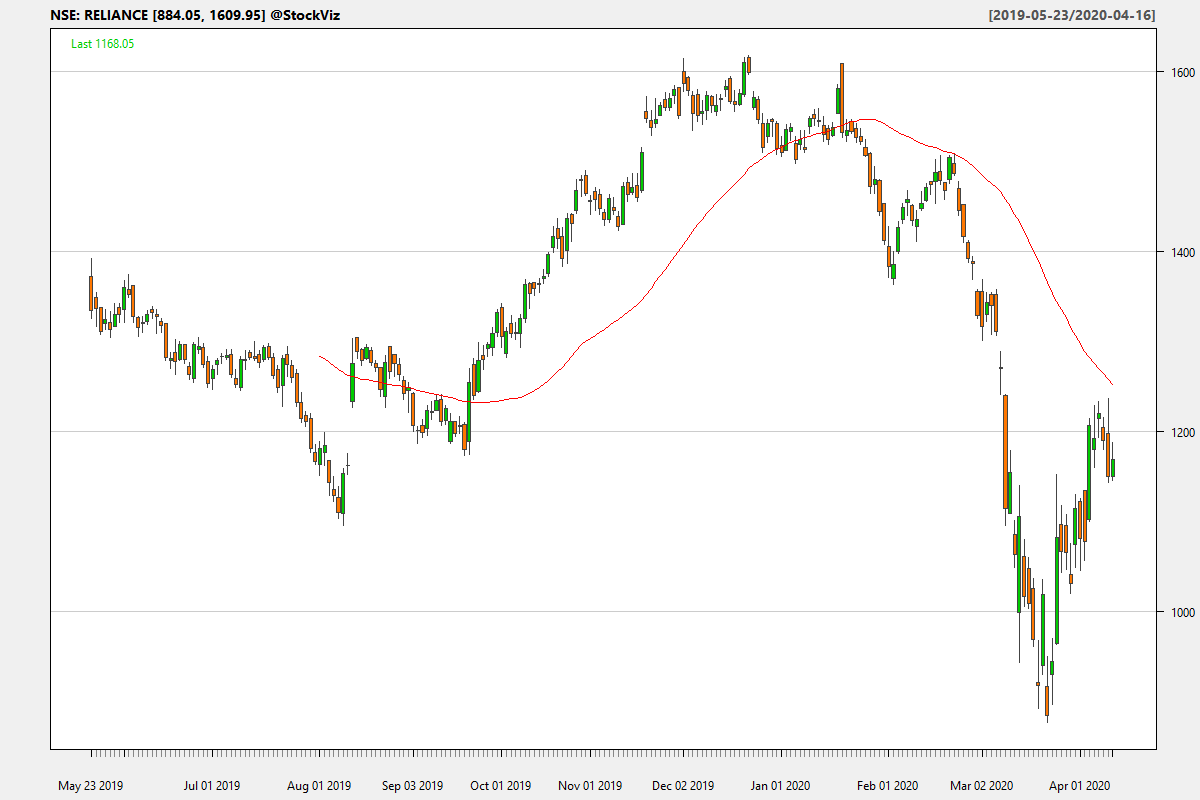 NSE: RELIANCE [884.05, 1609.95] @StockViz
[2019-05-23/2020-04-16]
Last 1168.05
1600
1400
1200
1000
May 23 2019 Jul 01 2019 Aug 01 2019 Sep 03 2019 Oct 01 2019 Nov 01 2019 Dec 02 2019 Jan 01 2020 Feb 01 2020 Mar 02 2020 Apr 01 2020